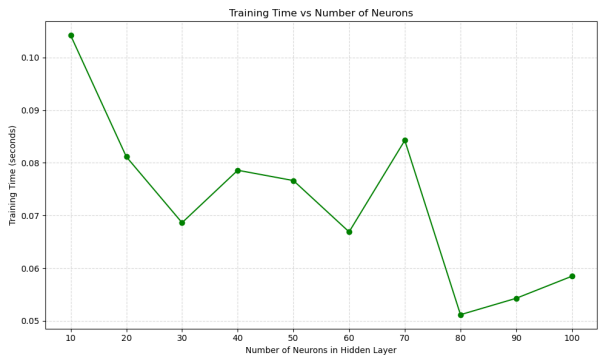 Training Time vs Number of Neurons
0.10
0.09
0.08
0.07
0.06
0.05
Training Time (seconds)
10 20 30 40 50 60 70 80 90 100
Number of Neurons in Hidden Layer